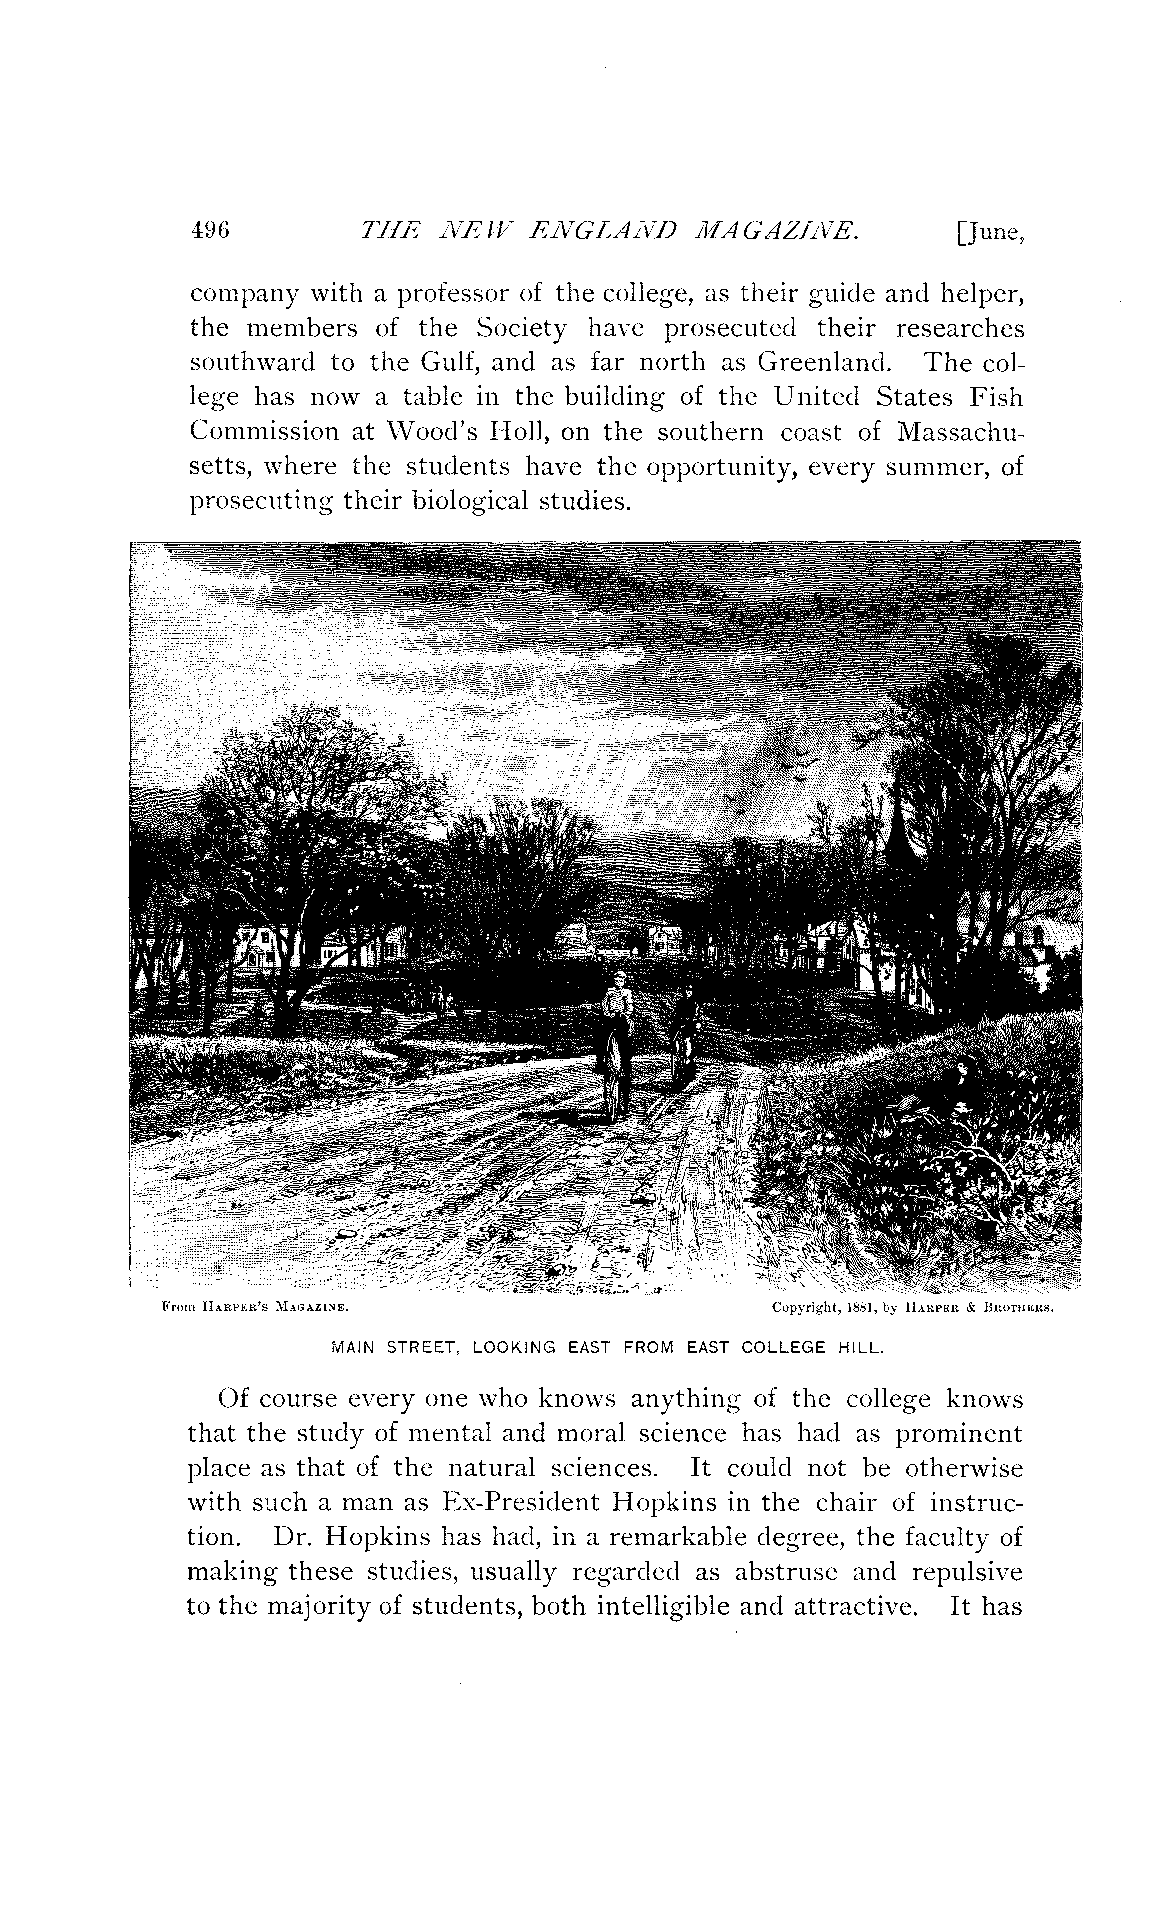 496 THE NEW ENGLAND MAGAZINE. [June,
company with a professor of the college, as their guide and helper,
the members of the Society have prosecuted their researches
southward to the Gulf, and as far north as Greenland. The col-
lege has now a table in the building of the United States Fish
Commission at Wood's Holl, on the southern coast of Massachu-
setts, where the students have the opportunity, every summer, of
prosecuting their biological studies.
From HARPER'S MAGAZINE. Copyright, 1881, by HARPER & BROTHERS.
MAIN STREET, LOOKING EAST FROM EAST COLLEGE HILL.
Of course every one who knows anything of the college knows
that the study of mental and moral science has had as prominent
place as that of the natural sciences. It could not be otherwise
with such a man as Ex-President Hopkins in the chair of instruc-
tion. Dr. Hopkins has had, in a remarkable degree, the faculty of
making these studies, usually regarded as abstruse and repulsive
to the majority of students, both intelligible and attractive. It has